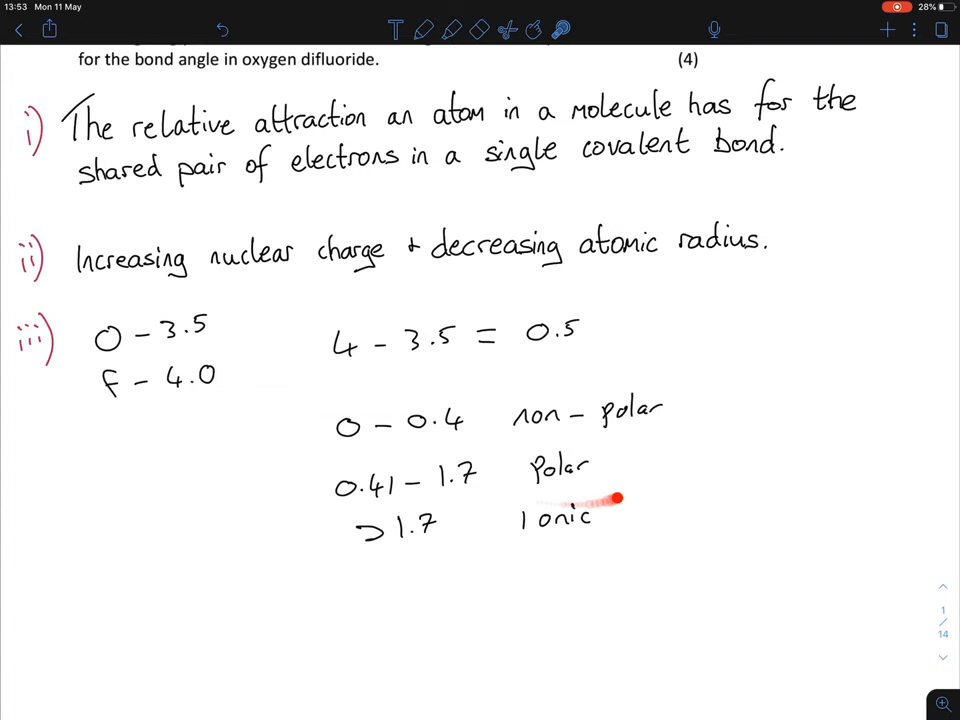 13:53 Mon 11 May
28%
for the bond angle in oxygen difluoride. (4)
i) The relative attraction an atom in a molecule has for the
shared pair of electrons in a single covalent bond.
ii) Increasing nuclear charge + decreasing atomic radius.
iii) O - 3.5 4 - 3.5 = 0.5
F - 4.0
0 - 0.4 non - polar
0.41 - 1.7 Polar
> 1.7 Ionic
1
/
14